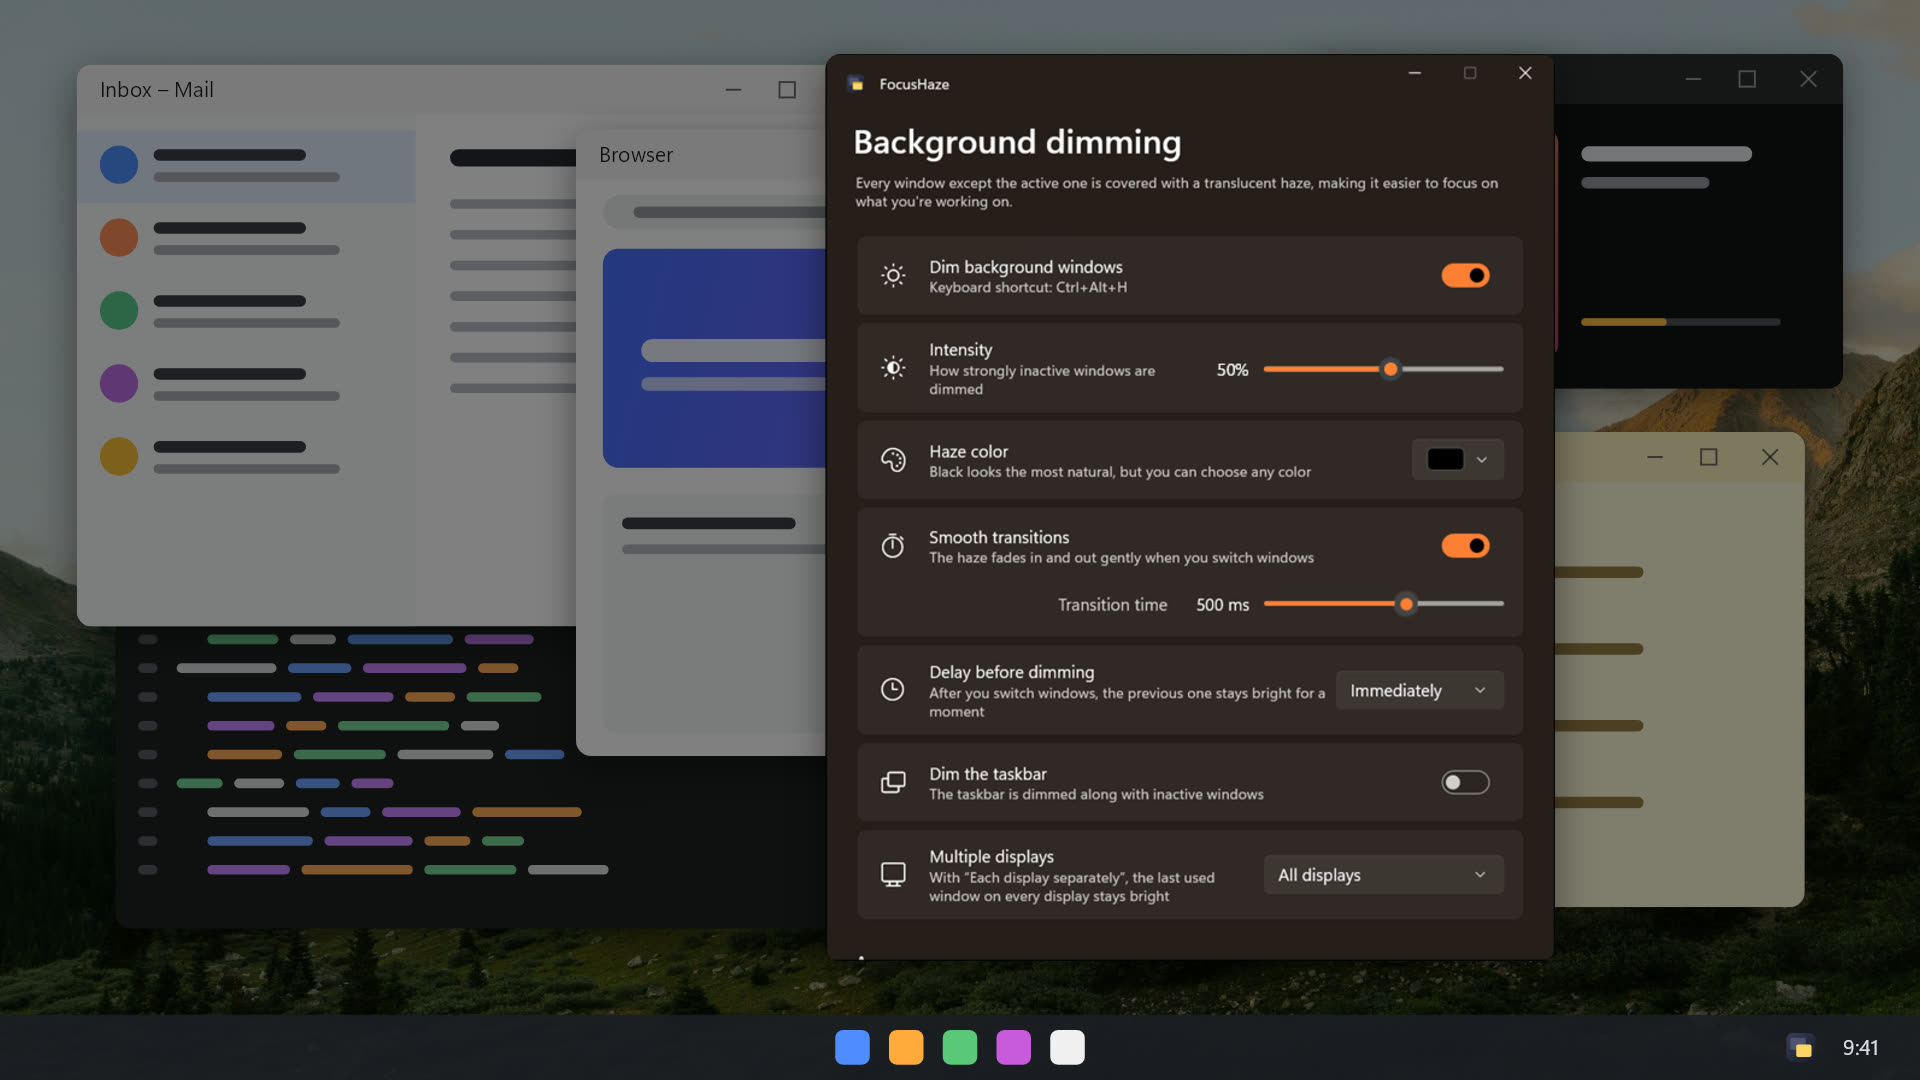 Inbox – Mail
Browser
FocusHaze
Background dimming
Every window except the active one is covered with a translucent haze, making it easier to focus on
what you're working on.
Dim background windows
Keyboard shortcut: Ctrl+Alt+H
Intensity
How strongly inactive windows are
dimmed
50%
Haze color
Black looks the most natural, but you can choose any color
Smooth transitions
The haze fades in and out gently when you switch windows
Transition time
500 ms
Delay before dimming
After you switch windows, the previous one stays bright for a
moment
Immediately
Dim the taskbar
The taskbar is dimmed along with inactive windows
Multiple displays
With “Each display separately”, the last used
window on every display stays bright
All displays
9:41